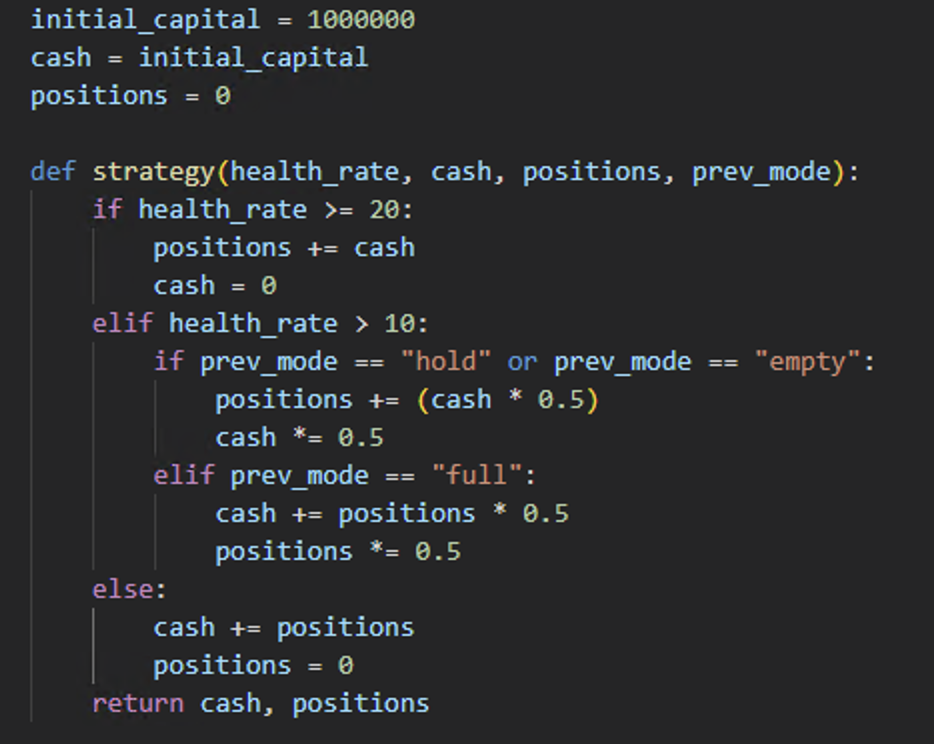 initial_capital = 1000000
cash = initial_capital
positions = 0

def strategy(health_rate, cash, positions, prev_mode):
    if health_rate >= 20:
        positions += cash
        cash = 0
    elif health_rate > 10:
        if prev_mode == "hold" or prev_mode == "empty":
            positions += (cash * 0.5)
            cash *= 0.5
        elif prev_mode == "full":
            cash += positions * 0.5
            positions *= 0.5
    else:
        cash += positions
        positions = 0
    return cash, positions